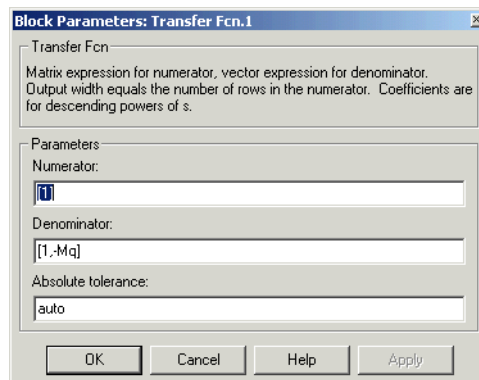 Block Parameters: Transfer Fcn.1
Transfer Fcn
Matrix expression for numerator, vector expression for denominator.
Output width equals the number of rows in the numerator. Coefficients are
for descending powers of s.
Parameters
Numerator:
[1]
Denominator:
[1,-Mq]
Absolute tolerance:
auto
OK
Cancel
Help
Apply